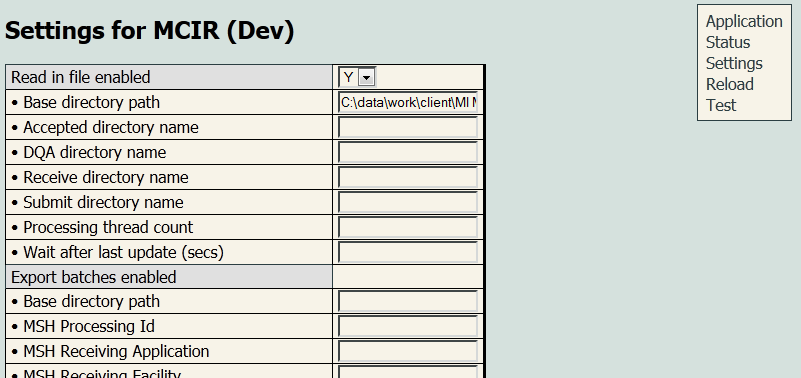 Settings for MCIR (Dev)
Application
Status
Settings
Reload
Test
Read in file enabled Y
• Base directory path C:\data\work\client\MI
• Accepted directory name
• DQA directory name
• Receive directory name
• Submit directory name
• Processing thread count
• Wait after last update (secs)
Export batches enabled
• Base directory path
• MSH Processing Id
• MSH Receiving Application
• MSH Receiving Facility